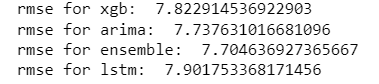 rmse for xgb:  7.822914536922903
rmse for arima:  7.737631016681096
rmse for ensemble:  7.704636927365667
rmse for lstm:  7.901753368171456